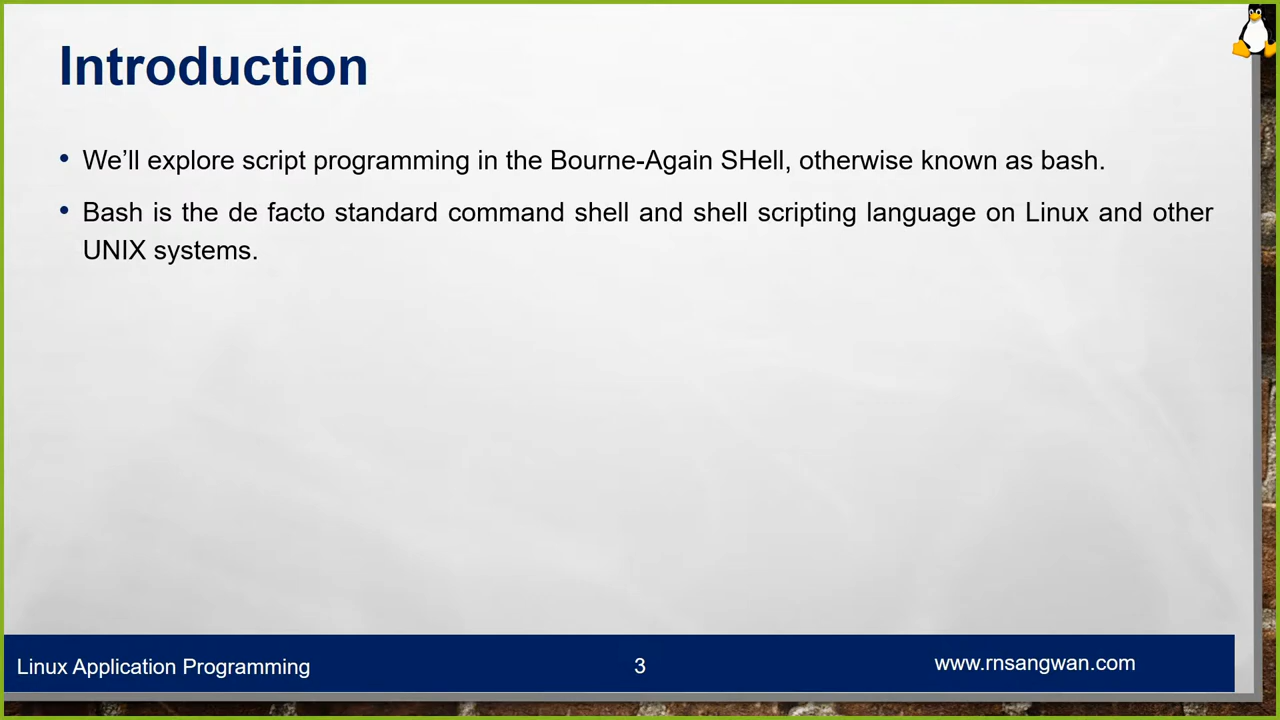 Introduction
• We’ll explore script programming in the Bourne-Again SHell, otherwise known as bash.
• Bash is the de facto standard command shell and shell scripting language on Linux and other
UNIX systems.
Linux Application Programming
3
www.rnsangwan.com